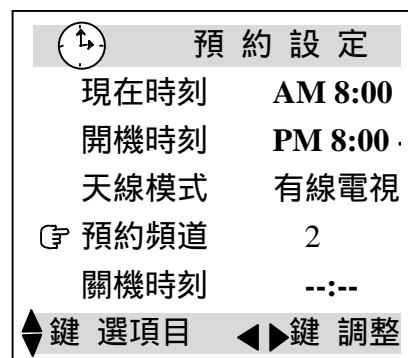 預約設定
現在時刻 AM 8:00
開機時刻 PM 8:00 -
天線模式 有線電視
預約頻道 2
關機時刻 --:--
鍵 選項目 鍵 調整